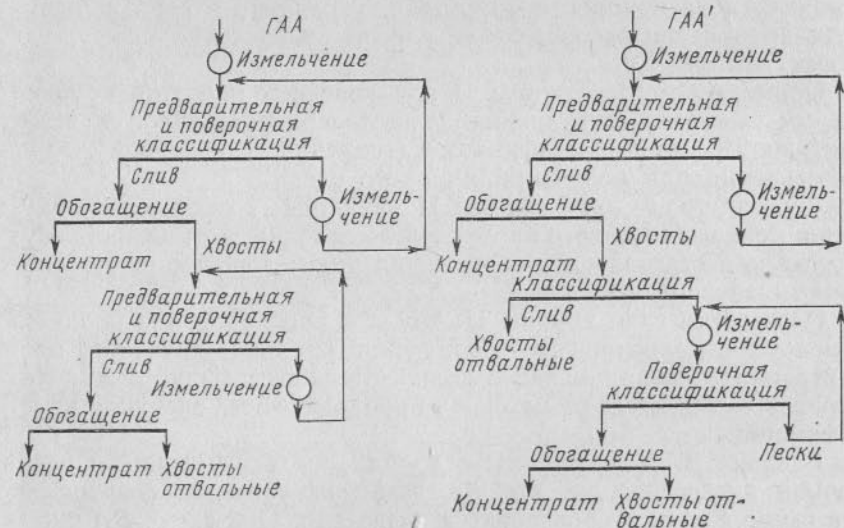 ГАА
Измельчение
Предварительная
и поверочная
классификация
Слив
Измель-
чение
Обогащение
Хвосты
Концентрат
Предварительная
и поверочная
классификация
Слив
Измельчение
Обогащение
Концентрат
Хвосты
отвальные
ГАА'
Измельчение
Предварительная
и поверочная
классификация
Слив
Измель-
чение
Обогащение
Хвосты
Концентрат
Классификация
Слив
Хвосты
отвальные
Измель-
чение
Поверочная
классификация
Обогащение
Пески
Концентрат
Хвосты от-
вальные